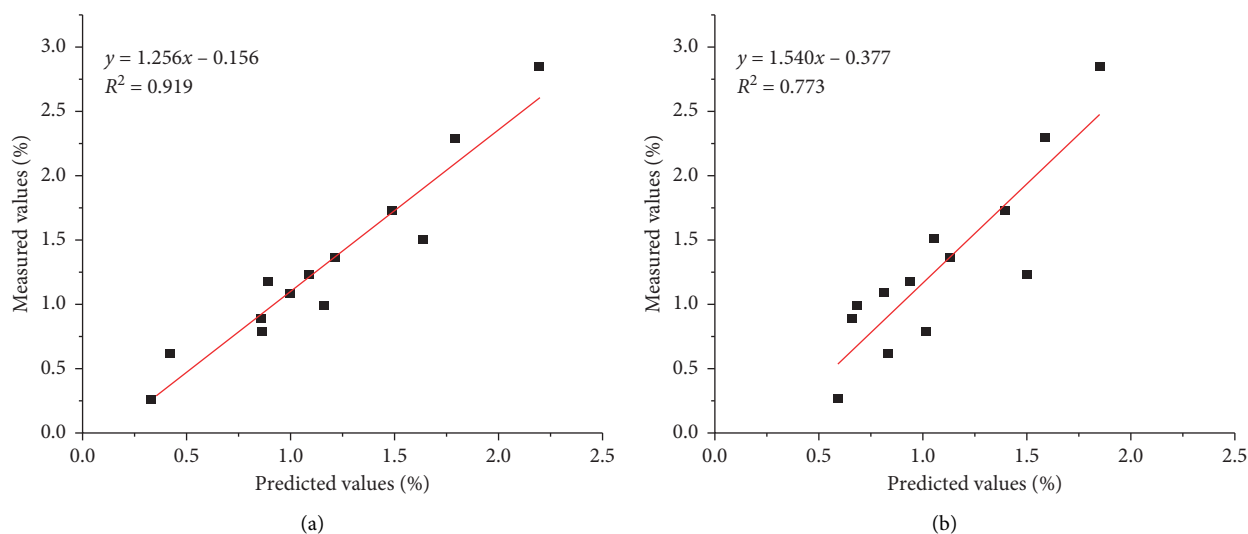 y = 1.256x – 0.156
R² = 0.919
Measured values (%)
3.0
2.5
2.0
1.5
1.0
0.5
0.0
0.0 0.5 1.0 1.5 2.0 2.5
Predicted values (%)
(a)
y = 1.540x – 0.377
R² = 0.773
Measured values (%)
3.0
2.5
2.0
1.5
1.0
0.5
0.0
0.0 0.5 1.0 1.5 2.0 2.5
Predicted values (%)
(b)